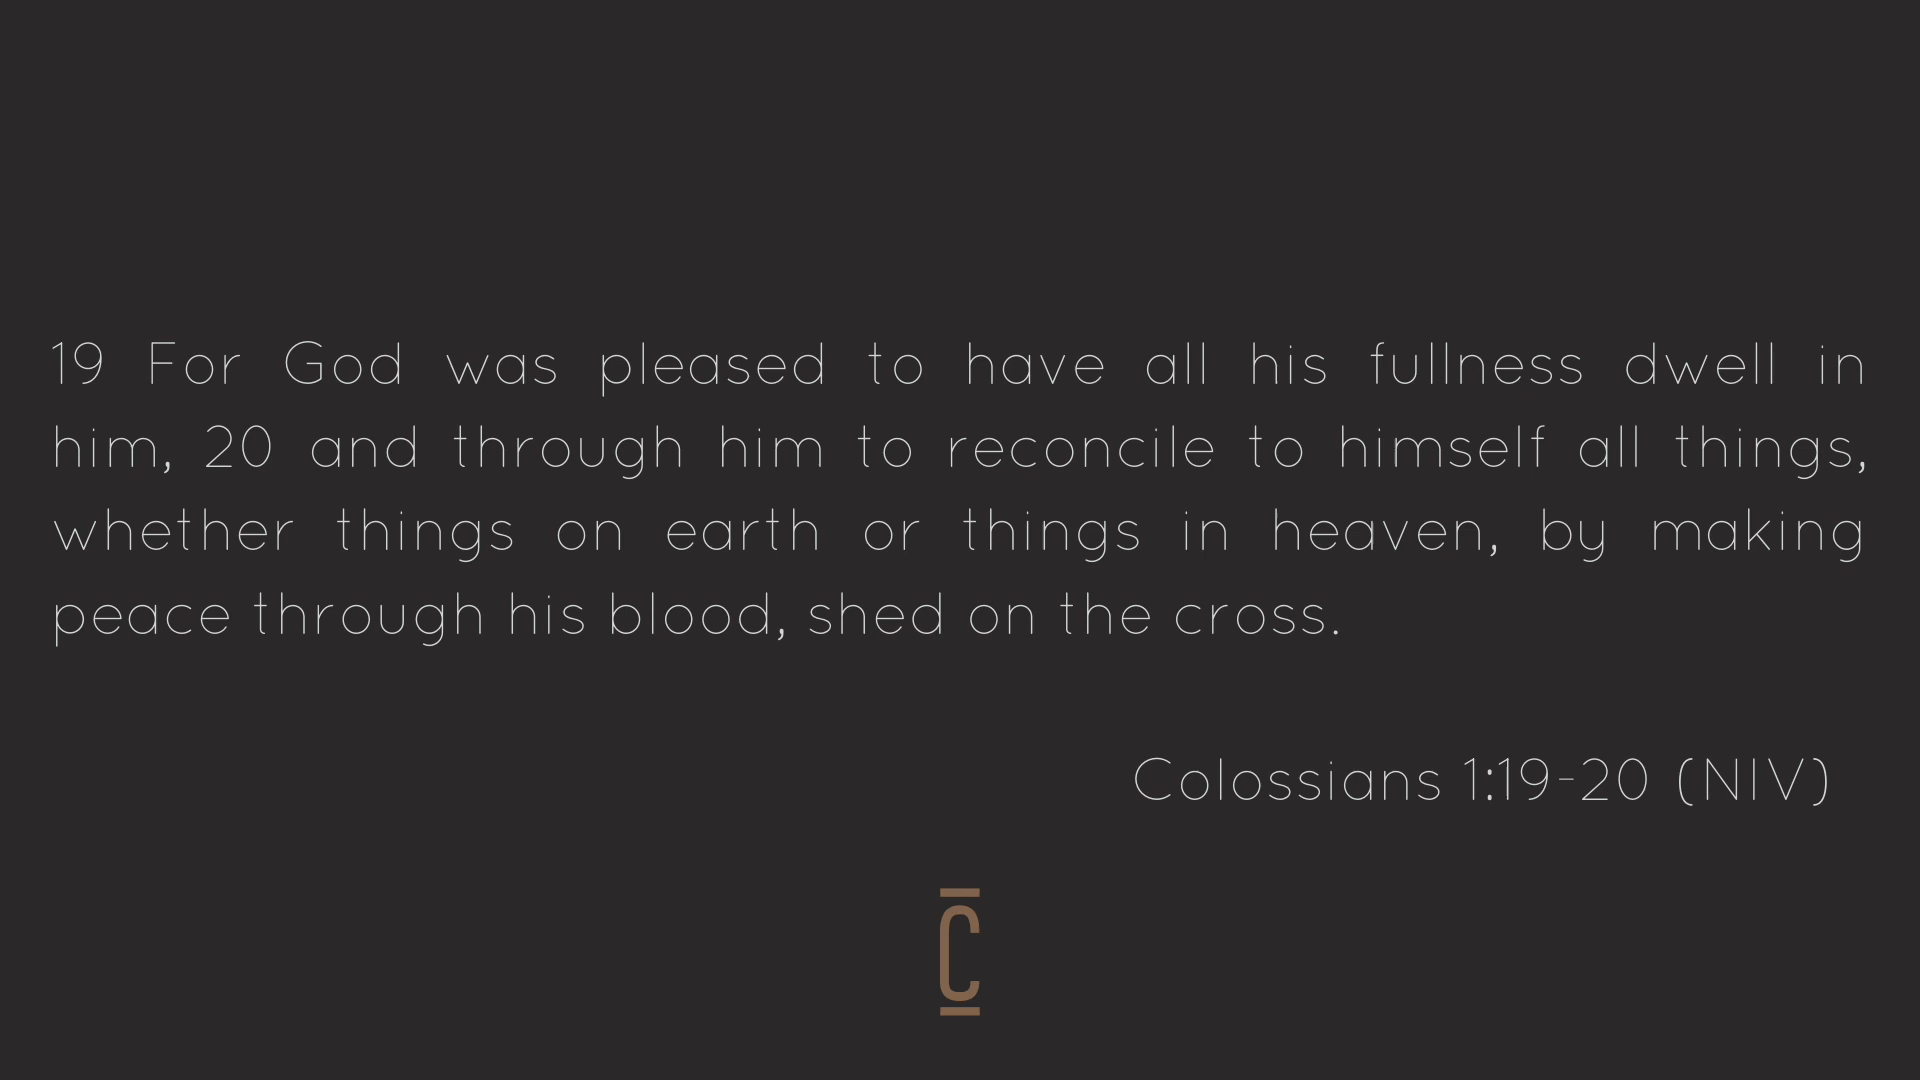 19 For God was pleased to have all his fullness dwell in
him, 20 and through him to reconcile to himself all things,
whether things on earth or things in heaven, by making
peace through his blood, shed on the cross.
Colossians 1:19-20 (NIV)
C